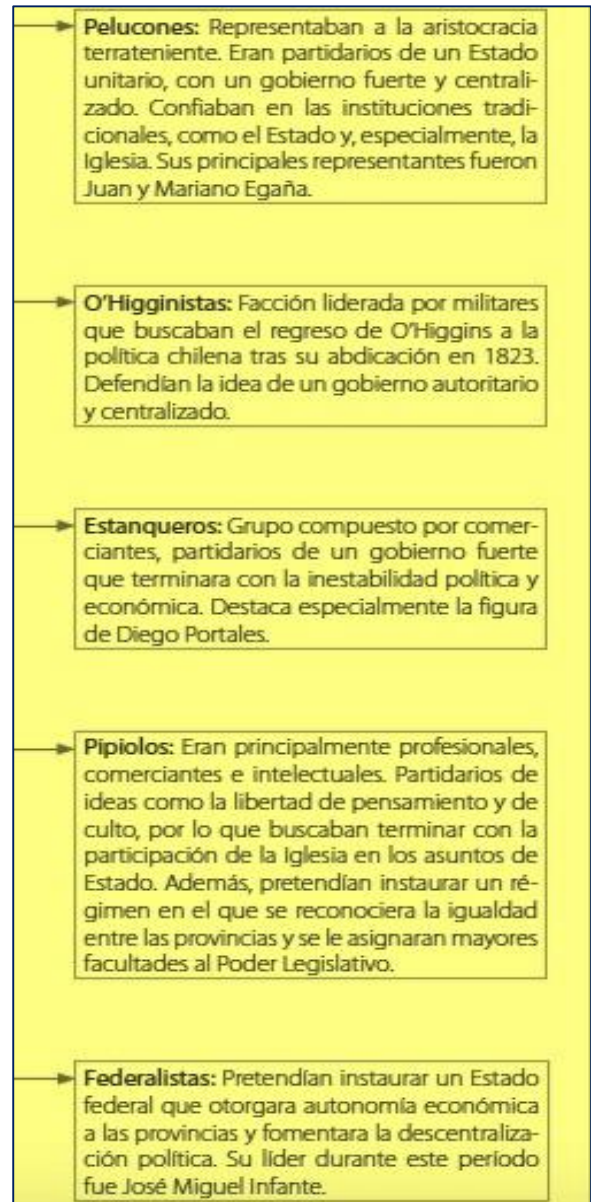 Pelucones: Representaban a la aristocracia
terrateniente. Eran partidarios de un Estado
unitario, con un gobierno fuerte y centrali-
zado. Confiaban en las instituciones tradi-
cionales, como el Estado y, especialmente, la
Iglesia. Sus principales representantes fueron
Juan y Mariano Egaña.
O'Higginistas: Facción liderada por militares
que buscaban el regreso de O'Higgins a la
política chilena tras su abdicación en 1823.
Defendían la idea de un gobierno autoritario
y centralizado.
Estanqueros: Grupo compuesto por comer-
ciantes, partidarios de un gobierno fuerte
que terminara con la inestabilidad política y
económica. Destaca especialmente la figura
de Diego Portales.
Pipiolos: Eran principalmente profesionales,
comerciantes e intelectuales. Partidarios de
ideas como la libertad de pensamiento y de
culto, por lo que buscaban terminar con la
participación de la Iglesia en los asuntos de
Estado. Además, pretendían instaurar un ré-
gimen en el que se reconociera la igualdad
entre las provincias y se le asignaran mayores
facultades al Poder Legislativo.
Federalistas: Pretendían instaurar un Estado
federal que otorgara autonomía económica
a las provincias y fomentara la descentraliza-
ción política. Su líder durante este período
fue José Miguel Infante.